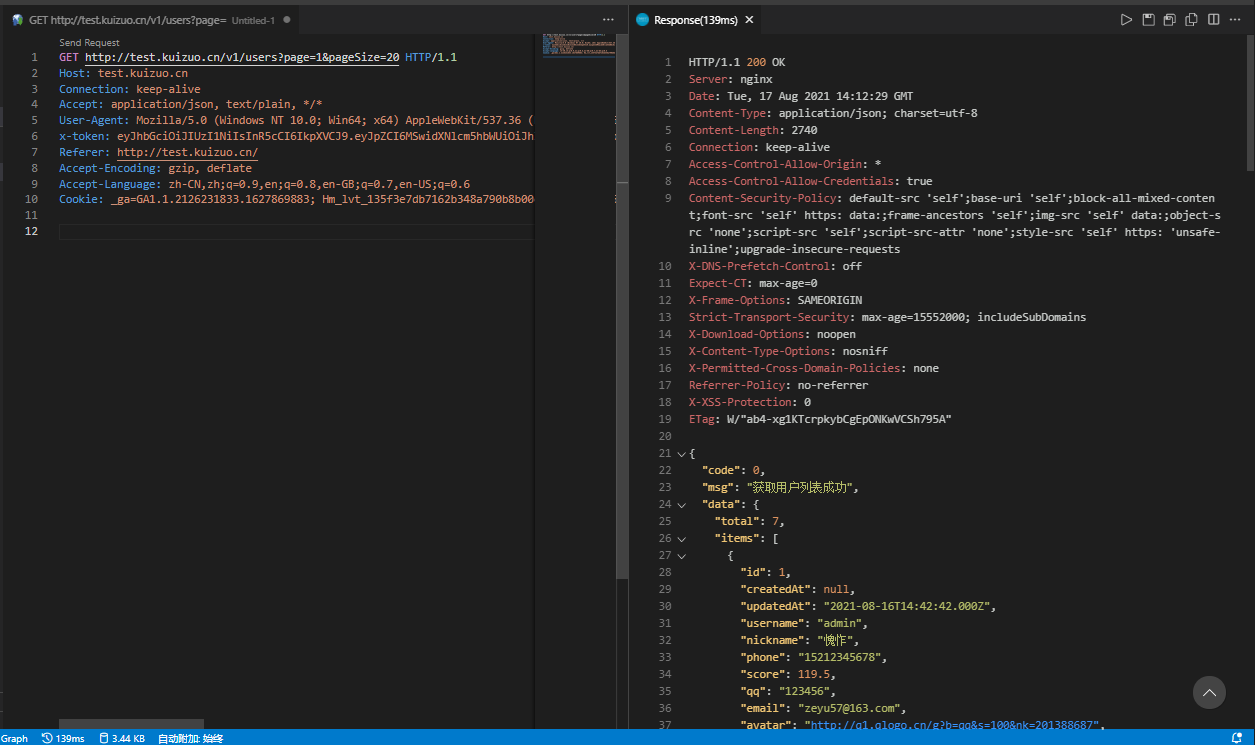 GET http://test.kuizuo.cn/v1/users?page= Untitled-1
Send Request
1 GET http://test.kuizuo.cn/v1/users?page=1&pageSize=20 HTTP/1.1
2 Host: test.kuizuo.cn
3 Connection: keep-alive
4 Accept: application/json, text/plain, */*
5 User-Agent: Mozilla/5.0 (Windows NT 10.0; Win64; x64) AppleWebKit/537.36 (
6 x-token: eyJhbGciOiJIUzI1NiIsInR5cCI6IkpXVCJ9.eyJpZCI6MSwidXNlcm5hbWUiOiJh
7 Referer: http://test.kuizuo.cn/
8 Accept-Encoding: gzip, deflate
9 Accept-Language: zh-CN,zh;q=0.9,en;q=0.8,en-GB;q=0.7,en-US;q=0.6
10 Cookie: _ga=GA1.1.2126231833.1627869883; Hm_lvt_135f3e7db7162b348a790b8b00
11
12
Response(139ms)
1 HTTP/1.1 200 OK
2 Server: nginx
3 Date: Tue, 17 Aug 2021 14:12:29 GMT
4 Content-Type: application/json; charset=utf-8
5 Content-Length: 2740
6 Connection: keep-alive
7 Access-Control-Allow-Origin: *
8 Access-Control-Allow-Credentials: true
9 Content-Security-Policy: default-src 'self';base-uri 'self';block-all-mixed-conten
t;font-src 'self' https: data:;frame-ancestors 'self';img-src 'self' data:;object-s
rc 'none';script-src 'self';script-src-attr 'none';style-src 'self' https: 'unsafe-
inline';upgrade-insecure-requests
10 X-DNS-Prefetch-Control: off
11 Expect-CT: max-age=0
12 X-Frame-Options: SAMEORIGIN
13 Strict-Transport-Security: max-age=15552000; includeSubDomains
14 X-Download-Options: noopen
15 X-Content-Type-Options: nosniff
16 X-Permitted-Cross-Domain-Policies: none
17 Referrer-Policy: no-referrer
18 X-XSS-Protection: 0
19 ETag: W/"ab4-xg1KTcrpkybCgEpONKwVCSh795A"
20
21 {
22 "code": 0,
23 "msg": "获取用户列表成功",
24 "data": {
25 "total": 7,
26 "items": [
27 {
28 "id": 1,
29 "createdAt": null,
30 "updatedAt": "2021-08-16T14:42:42.000Z",
31 "username": "admin",
32 "nickname": "愧怍",
33 "phone": "15212345678",
34 "score": 119.5,
35 "qq": "123456",
36 "email": "zeyu57@163.com",
37 "avatar": "http://q1.qlogo.cn/g?b=qq&s=100&nk=201388687",
Graph 139ms 3.44 KB 自动附加: 始终